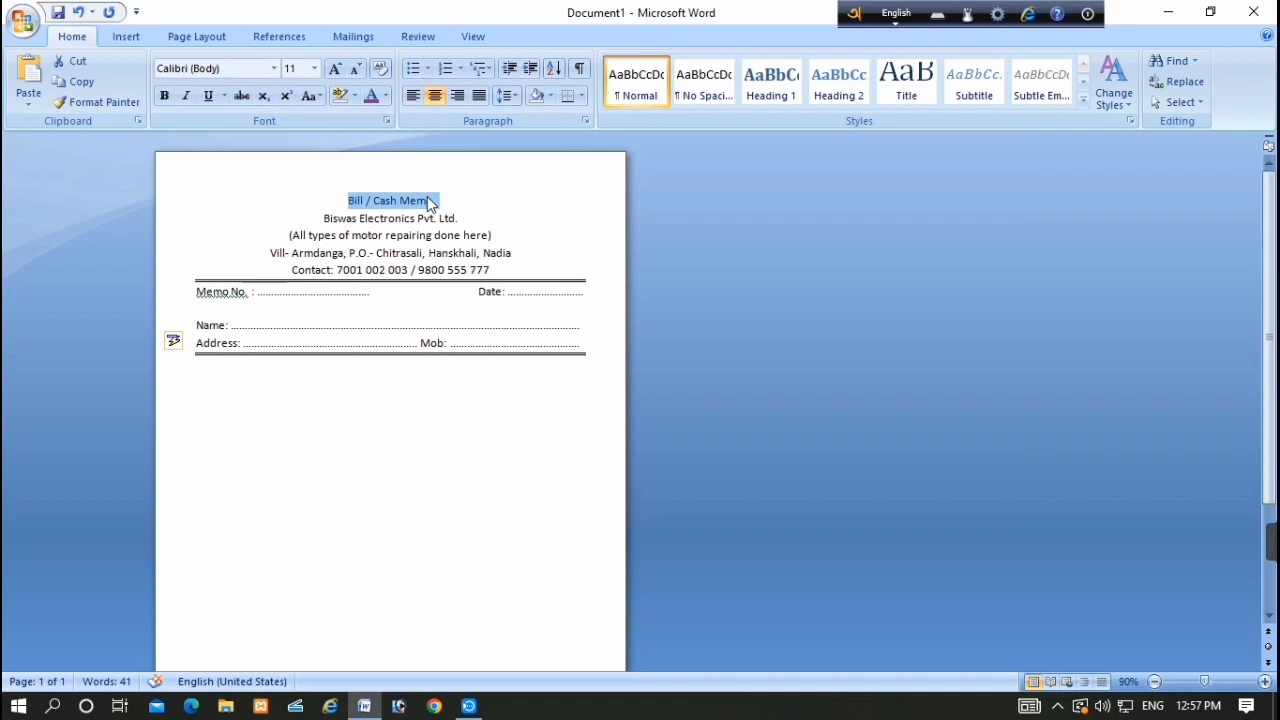 Document1 - Microsoft Word
English
Home Insert Page Layout References Mailings Review View
Paste
Cut
Copy
Format Painter
Clipboard
Calibri (Body) 11
Font
Paragraph
AaBbCcDc AaBbCcDc AaBbC AaBbCc AaB AaBbCc. AaBbCcDc
¶ Normal ¶ No Spaci... Heading 1 Heading 2 Title Subtitle Subtle Em...
Change Styles
Styles
Find
Replace
Select
Editing
Bill / Cash Mem
Biswas Electronics Pvt. Ltd.
(All types of motor repairing done here)
Vill- Armdanga, P.O.- Chitrasali, Hanskhali, Nadia
Contact: 7001 002 003 / 9800 555 777
Memo No. : ........................................ Date: ...........................
Name: ...............................................................................................................................
Address: ............................................................... Mob: ...............................................
Page: 1 of 1 Words: 41 English (United States) 90%
ENG 12:57 PM